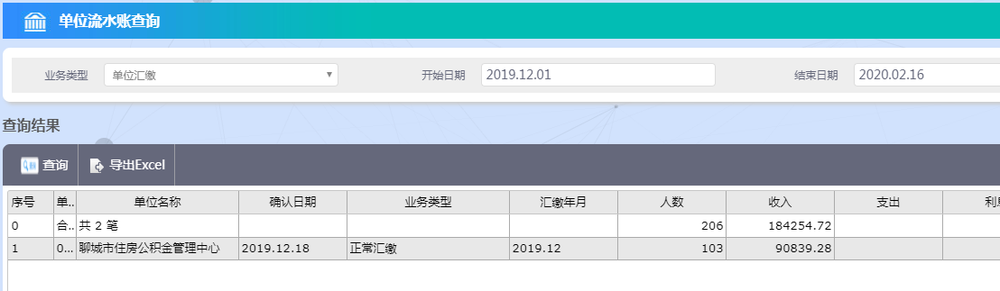 单位流水账查询
业务类型 单位汇缴 开始日期 2019.12.01 结束日期 2020.02.16
查询结果
查询 导出Excel
序号 单.. 单位名称 确认日期 业务类型 汇缴年月 人数 收入 支出 利息
0 合.. 共 2 笔 206 184254.72
1 0... 聊城市住房公积金管理中心 2019.12.18 正常汇缴 2019.12 103 90839.28